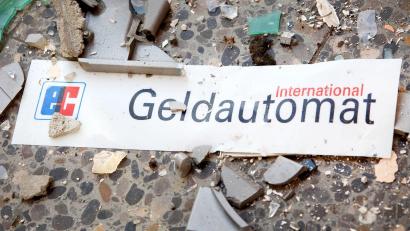 International
ec Geldautomat